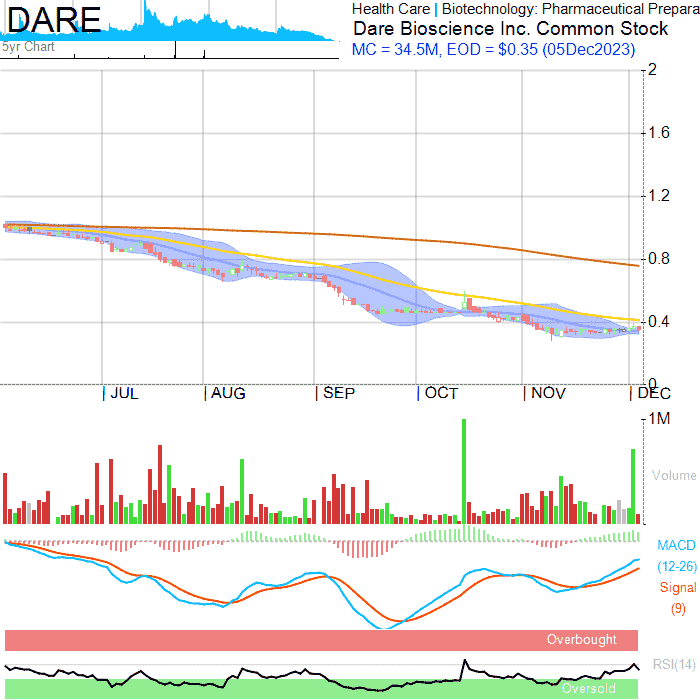 DARE
5yr Chart
Health Care | Biotechnology: Pharmaceutical Prepara
Dare Bioscience Inc. Common Stock
MC = 34.5M, EOD = $0.35 (05Dec2023)
2
1.6
1.2
0.8
0.4
0
JUL AUG SEP OCT NOV DEC
1M
Volume
MACD
(12-26)
Signal
(9)
Overbought
RSI(14)
Oversold